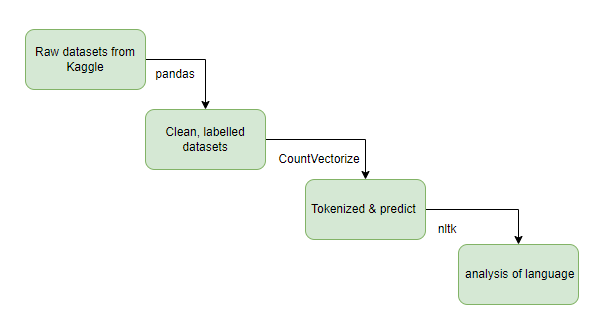 Raw datasets from
Kaggle
pandas
Clean, labelled
datasets
CountVectorize
Tokenized & predict
nltk
analysis of language